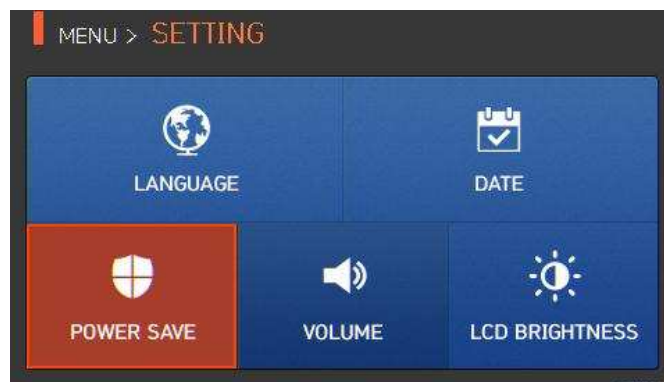 MENU > SETTING
LANGUAGE
DATE
POWER SAVE
VOLUME
LCD BRIGHTNESS